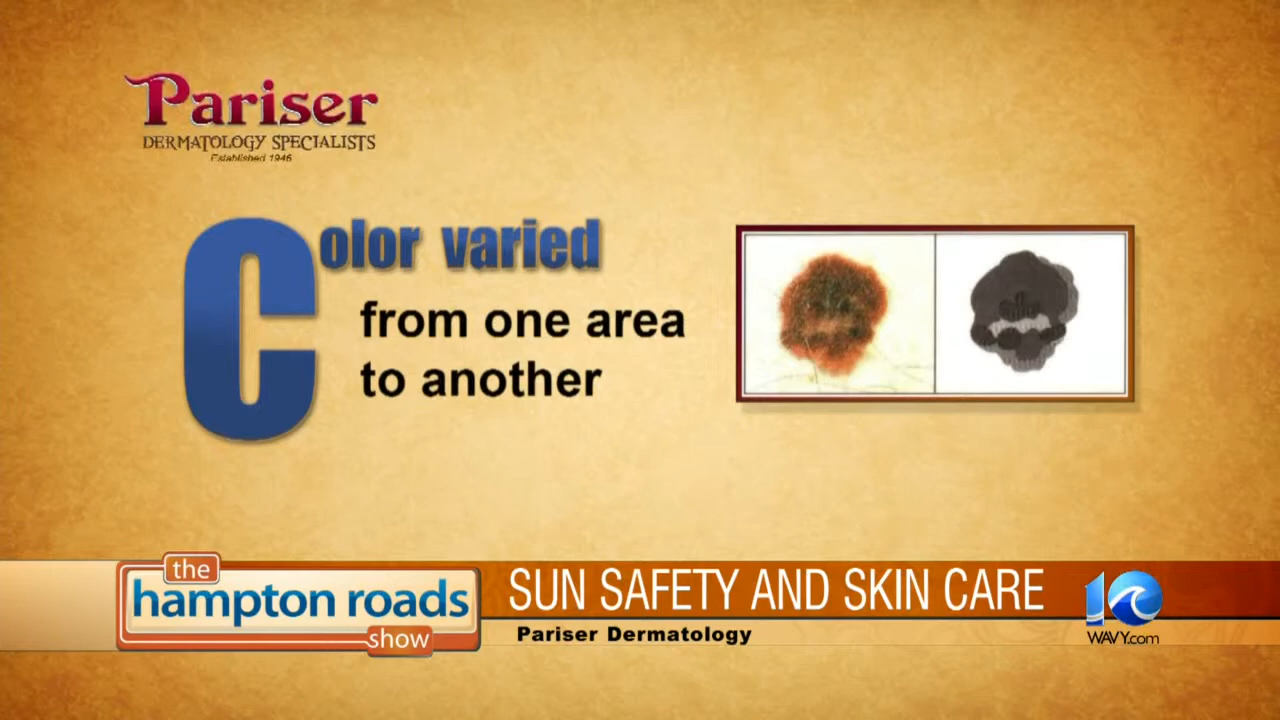 Pariser
DERMATOLOGY SPECIALISTS
Established 1946
Color varied
from one area
to another
the
hampton roads
show
SUN SAFETY AND SKIN CARE
Pariser Dermatology
10
WAVY.com